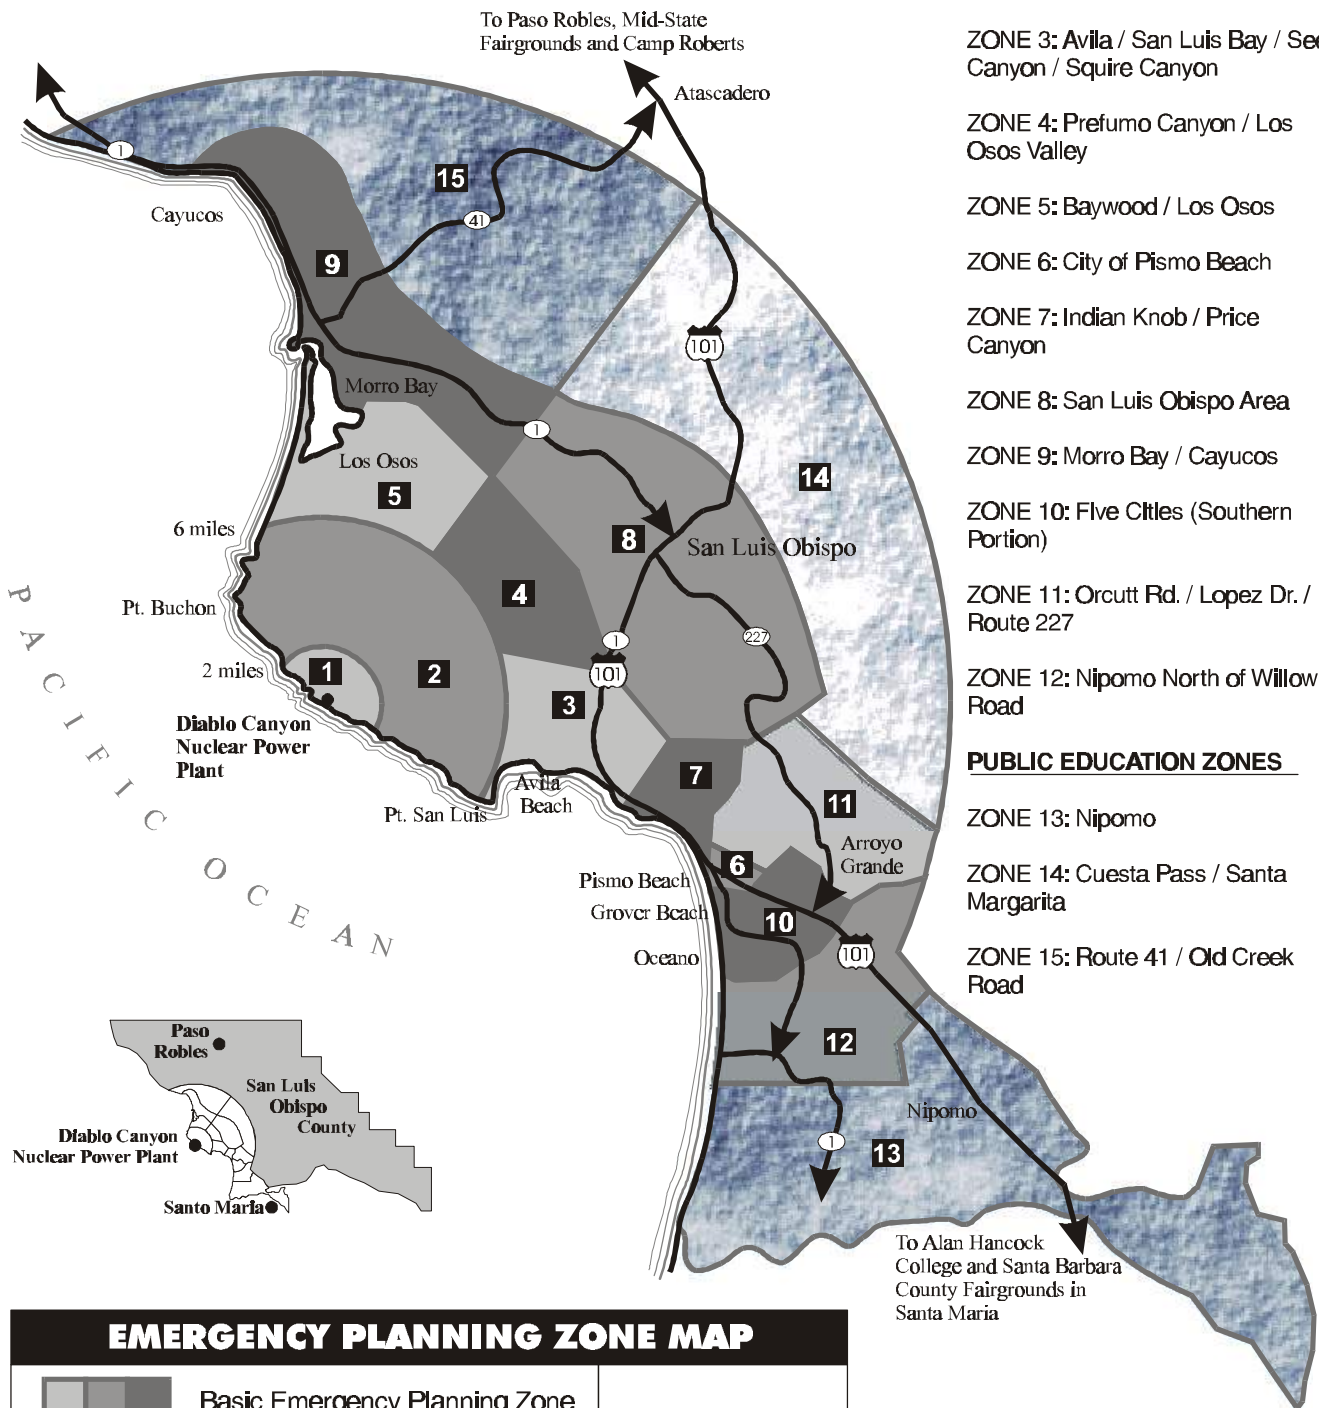 To Paso Robles, Mid-State
Fairgrounds and Camp Roberts
Atascadero
1
15
41
Cayucos
9
101
Morro Bay
1
14
Los Osos
5
6 miles
8
San Luis Obispo
4
Pt. Buchon
1
227
2 miles
1
2
101
3
Diablo Canyon
Nuclear Power
Plant
7
Avila
Beach
Pt. San Luis
11
Arroyo
Grande
6
Pismo Beach
Grover Beach
10
Oceano
101
12
PACIFIC OCEAN
Nipomo
1
13
To Alan Hancock
College and Santa Barbara
County Fairgrounds in
Santa Maria
Paso
Robles
San Luis
Obispo
County
Diablo Canyon
Nuclear Power Plant
Santo Maria
ZONE 3: Avila / San Luis Bay / See
Canyon / Squire Canyon
ZONE 4: Prefumo Canyon / Los
Osos Valley
ZONE 5: Baywood / Los Osos
ZONE 6: City of Pismo Beach
ZONE 7: Indian Knob / Price
Canyon
ZONE 8: San Luis Obispo Area
ZONE 9: Morro Bay / Cayucos
ZONE 10: Five Cities (Southern
Portion)
ZONE 11: Orcutt Rd. / Lopez Dr. /
Route 227
ZONE 12: Nipomo North of Willow
Road
PUBLIC EDUCATION ZONES
ZONE 13: Nipomo
ZONE 14: Cuesta Pass / Santa
Margarita
ZONE 15: Route 41 / Old Creek
Road
EMERGENCY PLANNING ZONE MAP
Basic Emergency Planning Zone